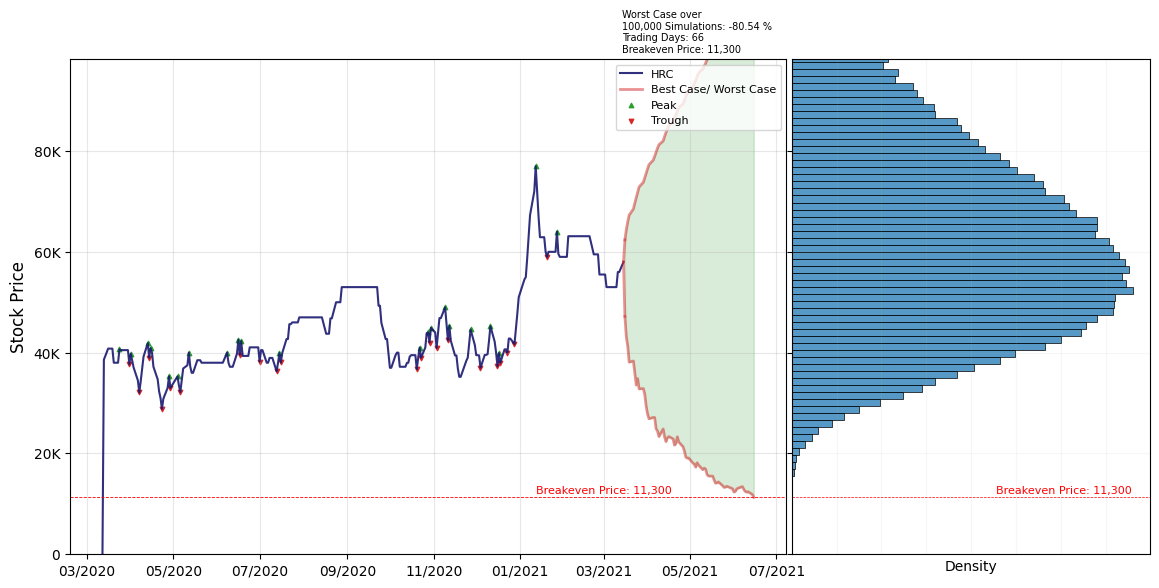 Worst Case over
100,000 Simulations: -80.54 %
Trading Days: 66
Breakeven Price: 11,300
HRC
Best Case/ Worst Case
Peak
Trough
Stock Price
80K
60K
40K
20K
0
Breakeven Price: 11,300
Breakeven Price: 11,300
03/2020 05/2020 07/2020 09/2020 11/2020 01/2021 03/2021 05/2021 07/2021
Density